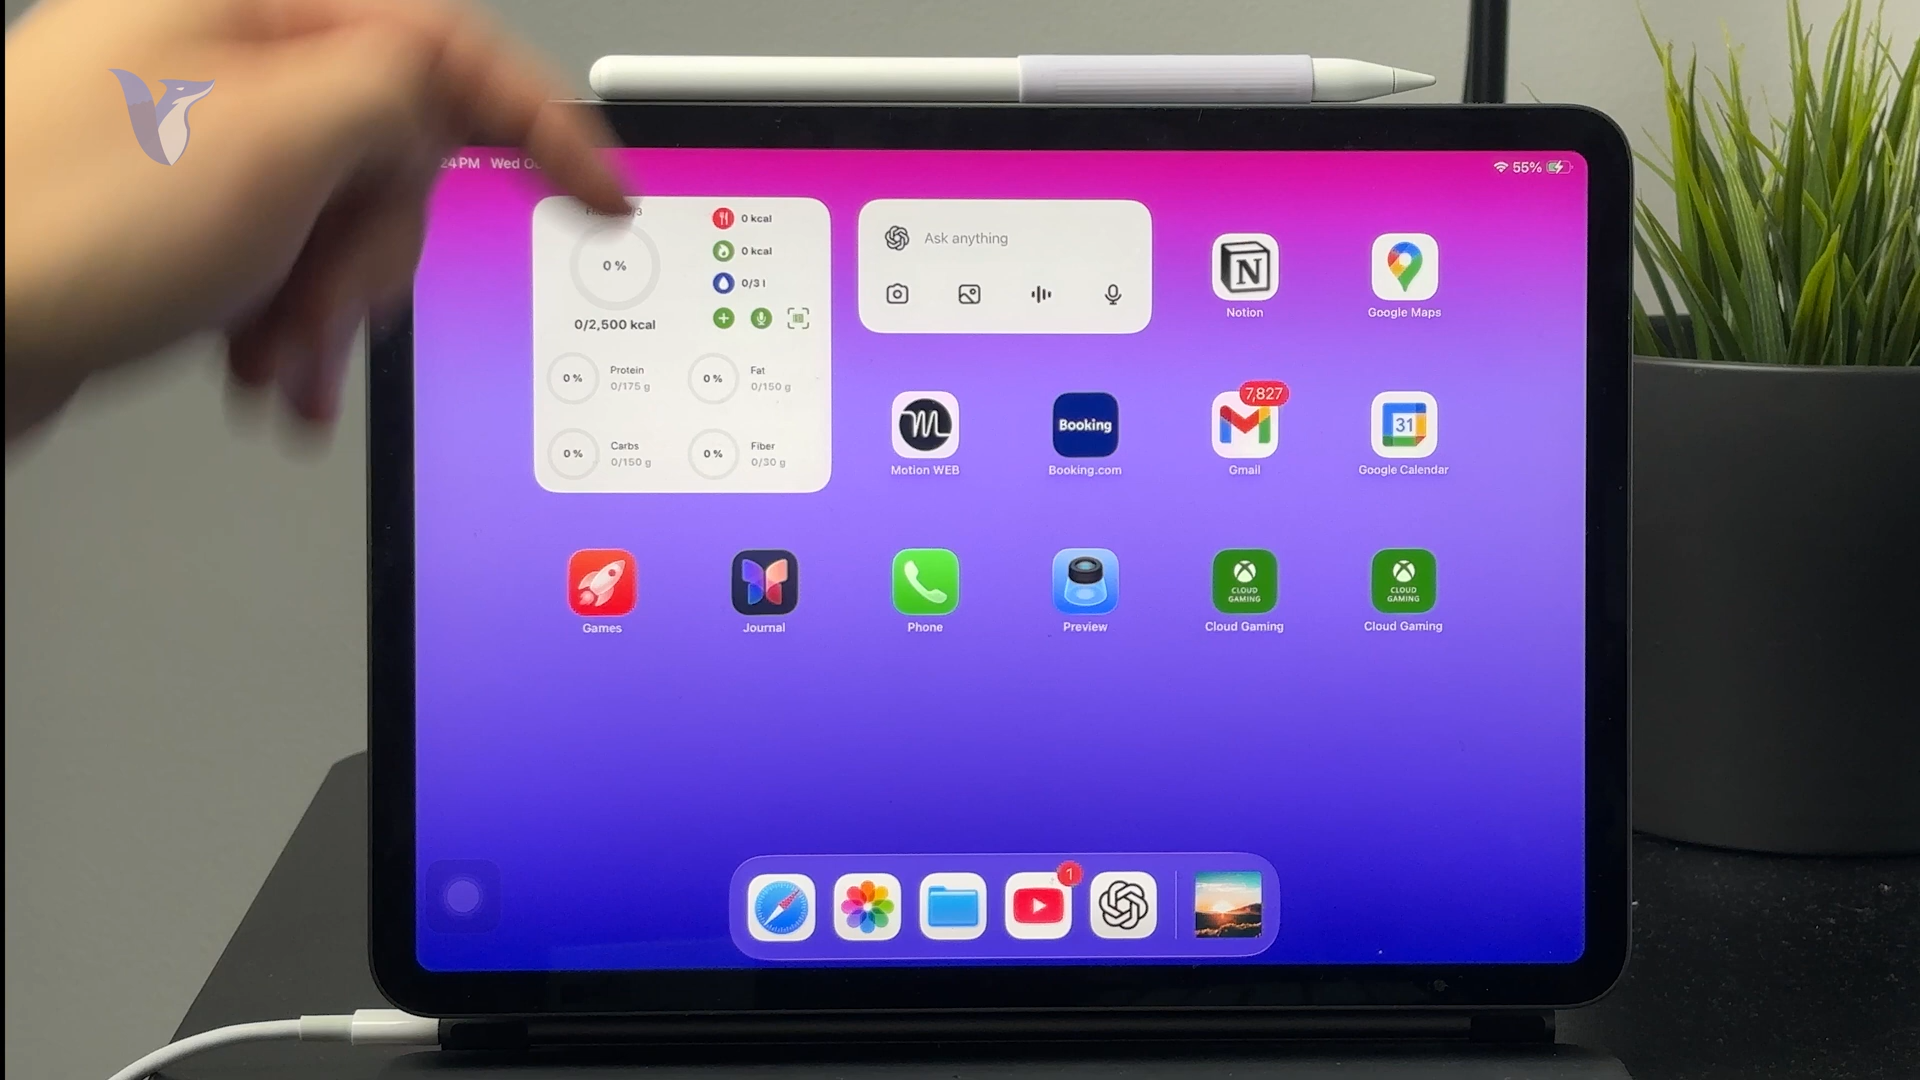 24PM Wed
55%
0 kcal
0 %
0 kcal
0/3 l
0/2,500 kcal
0 %
Protein
0/175 g
0 %
Fat
0/150 g
0 %
Carbs
0/150 g
0 %
Fiber
0/30 g
Ask anything
N
Notion
Google Maps
Motion WEB
Booking
Booking.com
7,827
Gmail
31
Google Calendar
Games
Journal
Phone
Preview
CLOUD
GAMING
Cloud Gaming
CLOUD
GAMING
Cloud Gaming
1